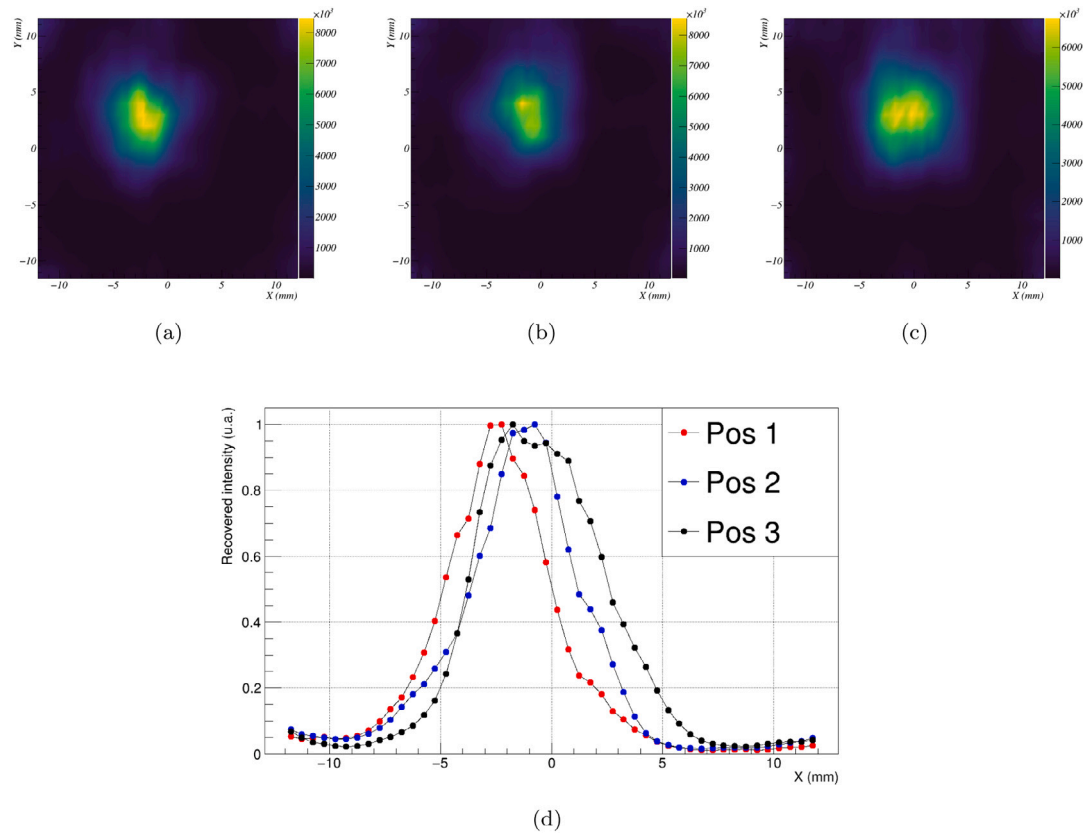 ×10³ ×10³ ×10³
Y (mm) Y (mm) Y (mm)
10 10 10
5 5 5
0 0 0
−5 −5 −5
−10 −10 −10
8000 8000 6000
7000 7000 5000
6000 6000 4000
5000 5000 3000
4000 4000 2000
3000 3000 1000
2000 2000
1000 1000
−10 −5 0 5 10 −10 −5 0 5 10 −10 −5 0 5 10
X (mm) X (mm) X (mm)
(a) (b) (c)
Recovered intensity (u.a.)
1
0.8
0.6
0.4
0.2
0
Pos 1
Pos 2
Pos 3
−10 −5 0 5 10
X (mm)
(d)